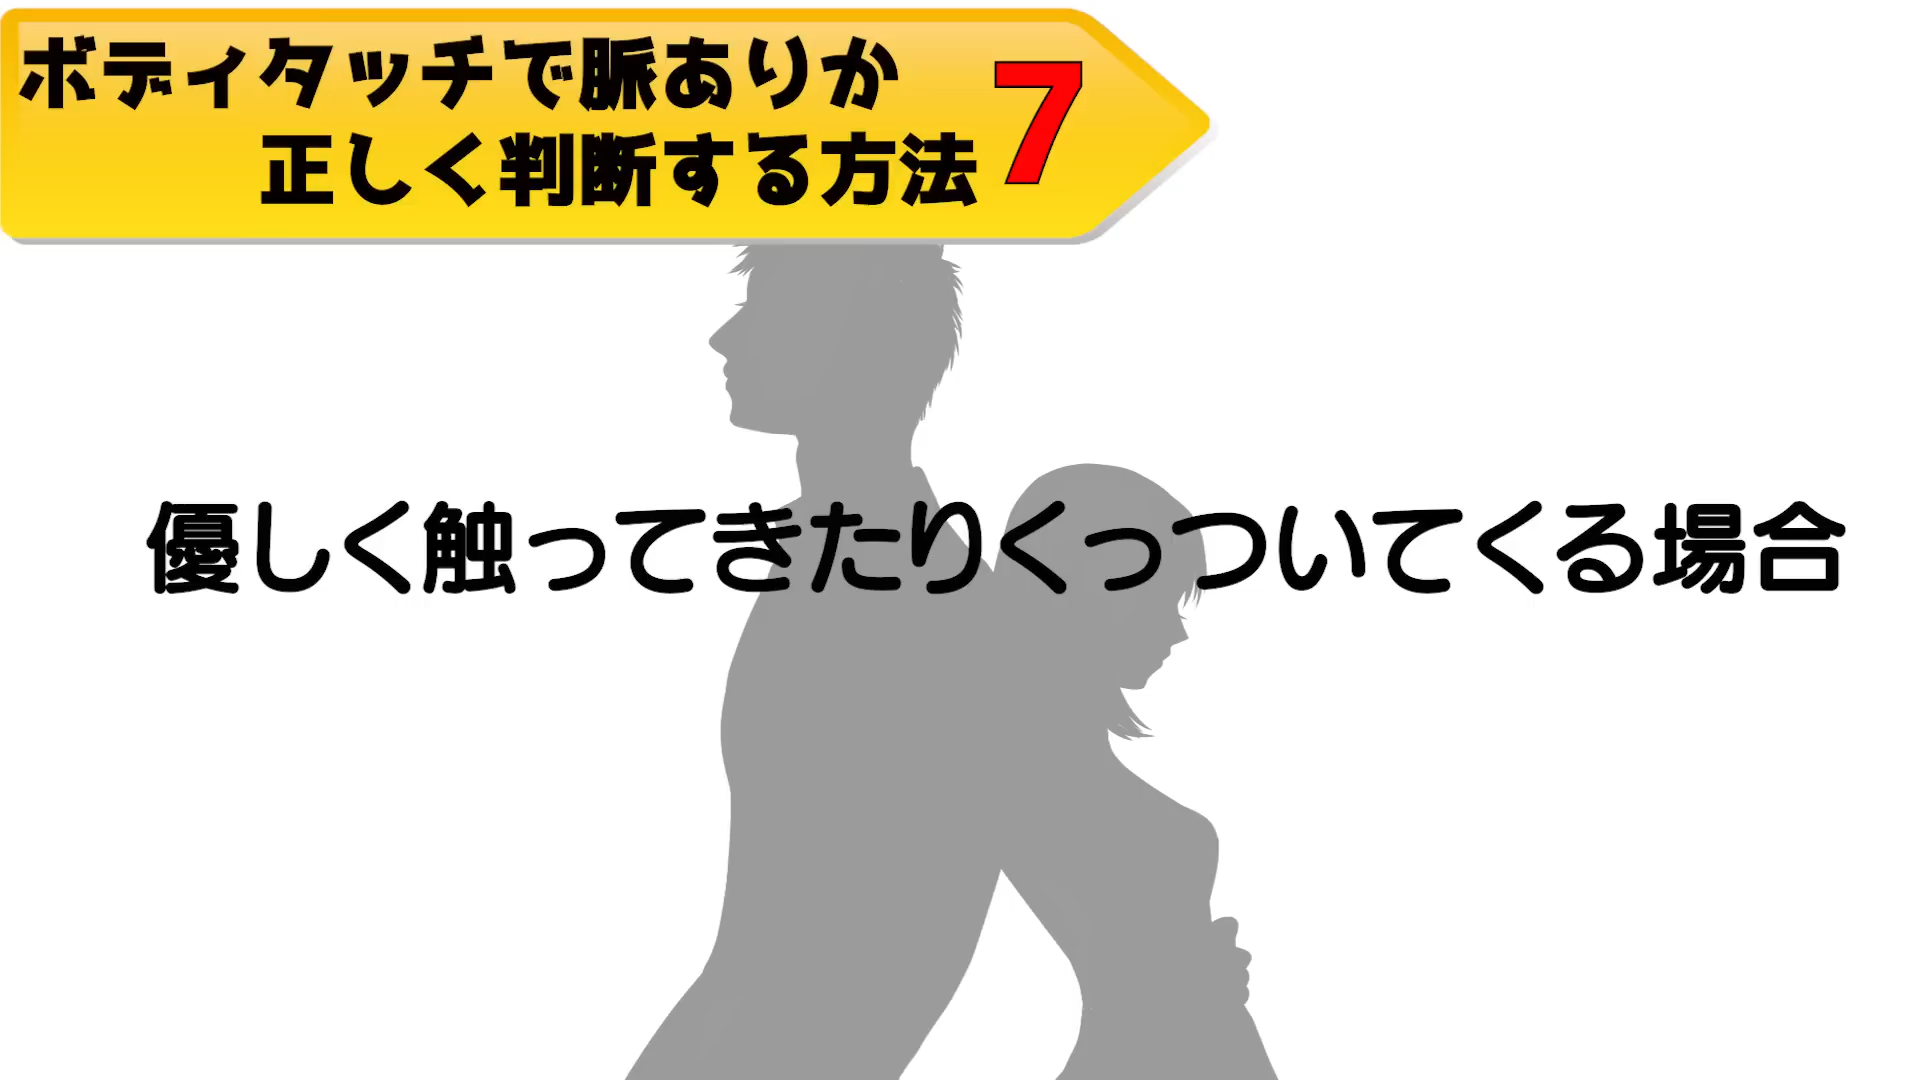 ボディタッチで脈ありか
正しく判断する方法
7
優しく触ってきたりくっついてくる場合